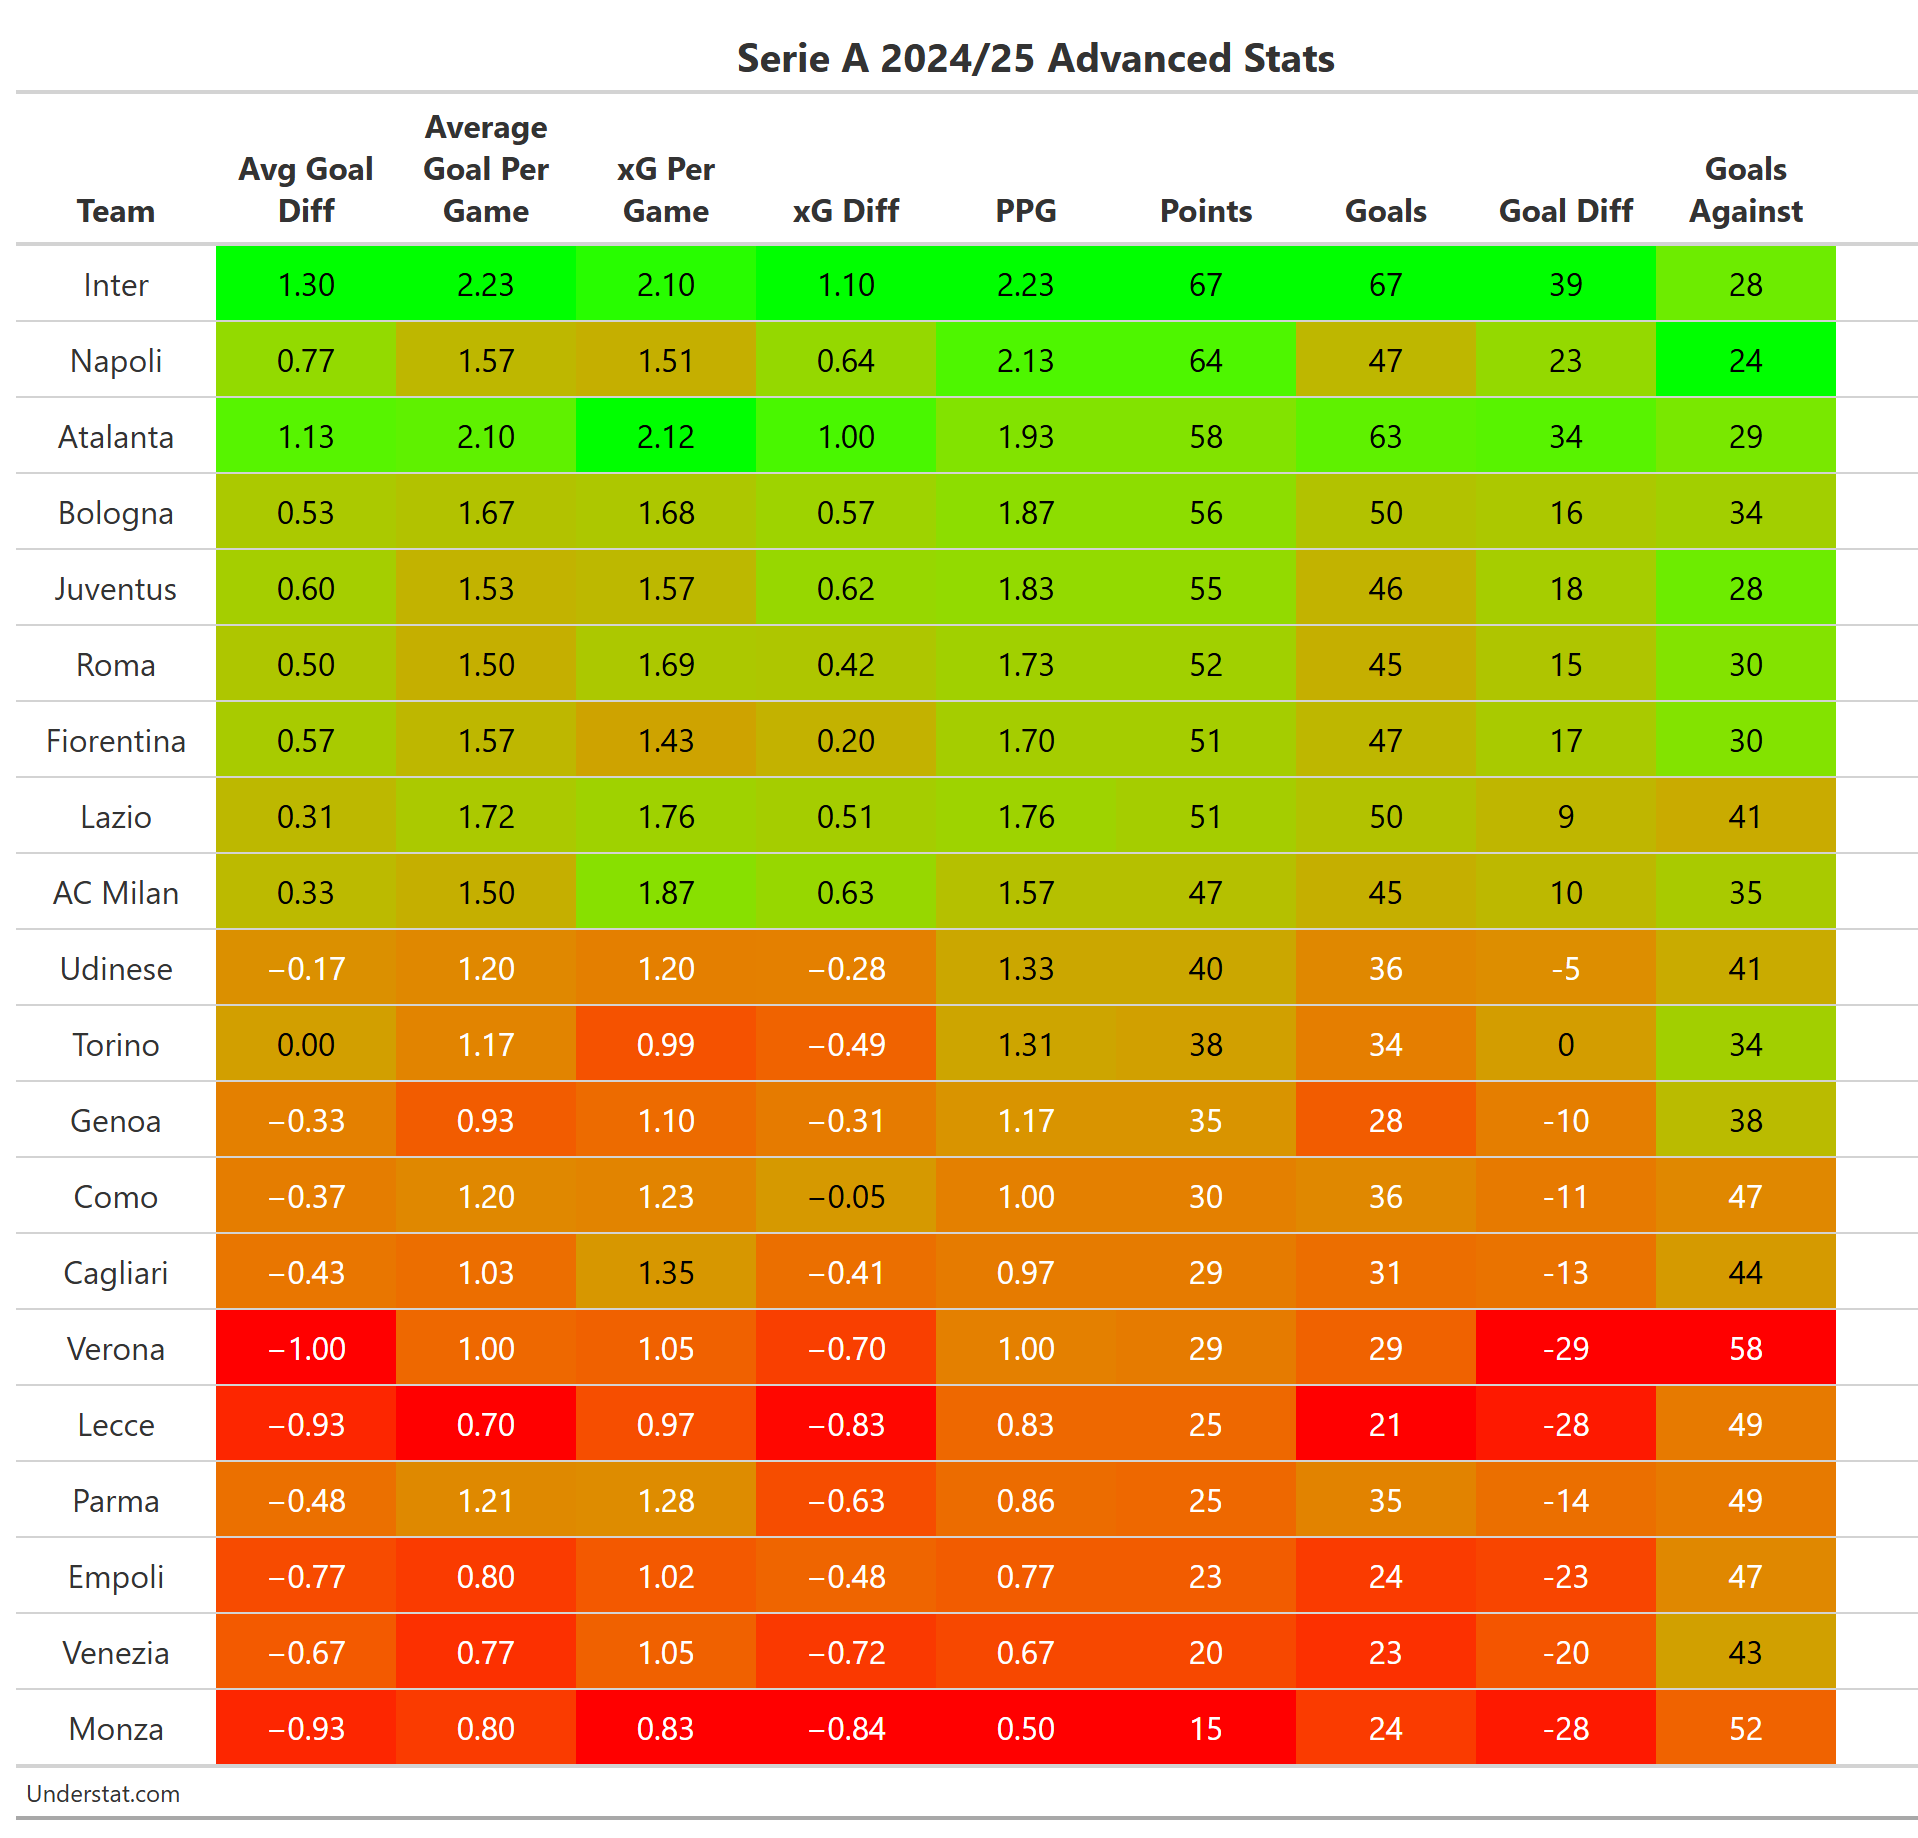 Serie A 2024/25 Advanced Stats
Team Avg Goal Diff Average Goal Per Game xG Per Game xG Diff PPG Points Goals Goal Diff Goals Against
Inter 1.30 2.23 2.10 1.10 2.23 67 67 39 28
Napoli 0.77 1.57 1.51 0.64 2.13 64 47 23 24
Atalanta 1.13 2.10 2.12 1.00 1.93 58 63 34 29
Bologna 0.53 1.67 1.68 0.57 1.87 56 50 16 34
Juventus 0.60 1.53 1.57 0.62 1.83 55 46 18 28
Roma 0.50 1.50 1.69 0.42 1.73 52 45 15 30
Fiorentina 0.57 1.57 1.43 0.20 1.70 51 47 17 30
Lazio 0.31 1.72 1.76 0.51 1.76 51 50 9 41
AC Milan 0.33 1.50 1.87 0.63 1.57 47 45 10 35
Udinese −0.17 1.20 1.20 −0.28 1.33 40 36 -5 41
Torino 0.00 1.17 0.99 −0.49 1.31 38 34 0 34
Genoa −0.33 0.93 1.10 −0.31 1.17 35 28 -10 38
Como −0.37 1.20 1.23 −0.05 1.00 30 36 -11 47
Cagliari −0.43 1.03 1.35 −0.41 0.97 29 31 -13 44
Verona −1.00 1.00 1.05 −0.70 1.00 29 29 -29 58
Lecce −0.93 0.70 0.97 −0.83 0.83 25 21 -28 49
Parma −0.48 1.21 1.28 −0.63 0.86 25 35 -14 49
Empoli −0.77 0.80 1.02 −0.48 0.77 23 24 -23 47
Venezia −0.67 0.77 1.05 −0.72 0.67 20 23 -20 43
Monza −0.93 0.80 0.83 −0.84 0.50 15 24 -28 52
Understat.com